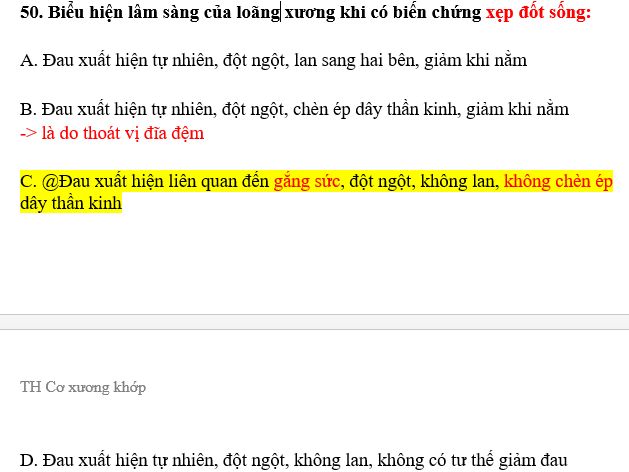 50. Biểu hiện lâm sàng của loãng xương khi có biến chứng xẹp đốt sống:
A. Đau xuất hiện tự nhiên, đột ngột, lan sang hai bên, giảm khi nằm
B. Đau xuất hiện tự nhiên, đột ngột, chèn ép dây thần kinh, giảm khi nằm
-> là do thoát vị đĩa đệm
C. @Đau xuất hiện liên quan đến gắng sức, đột ngột, không lan, không chèn ép
dây thần kinh
TH Cơ xương khớp
D. Đau xuất hiện tự nhiên, đột ngột, không lan, không có tư thế giảm đau